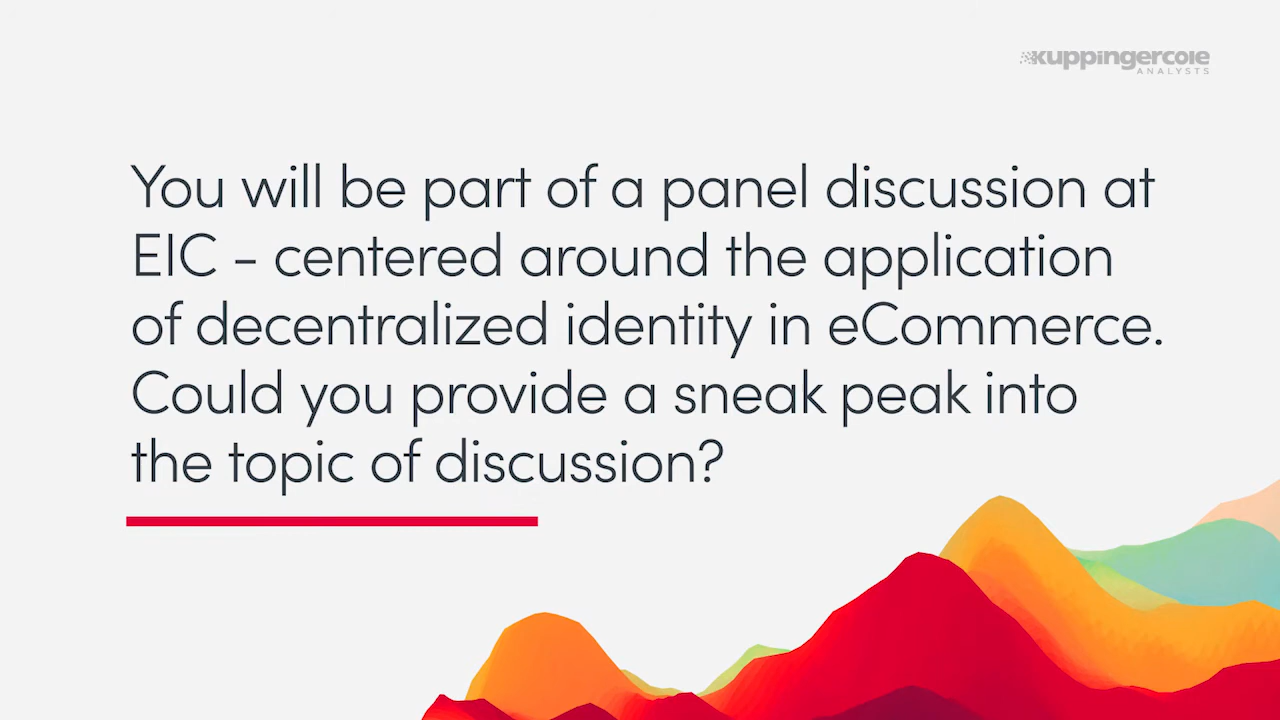 kuppingercole
ANALYSTS
You will be part of a panel discussion at
EIC - centered around the application
of decentralized identity in eCommerce.
Could you provide a sneak peak into
the topic of discussion?